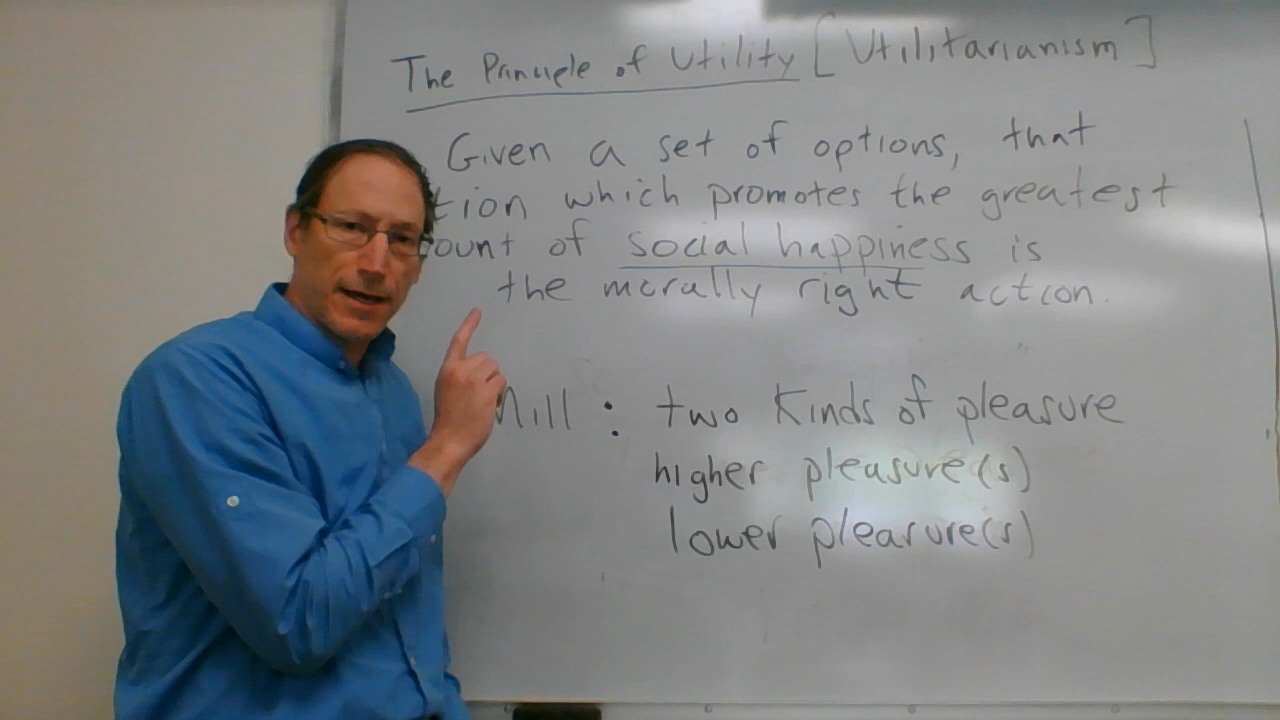 The Principle of Utility [Utilitarianism]
Given a set of options, that
tion which promotes the greatest
ount of social happiness is
the morally right action.
Mill : two kinds of pleasure
higher pleasure(s)
lower pleasure(s)